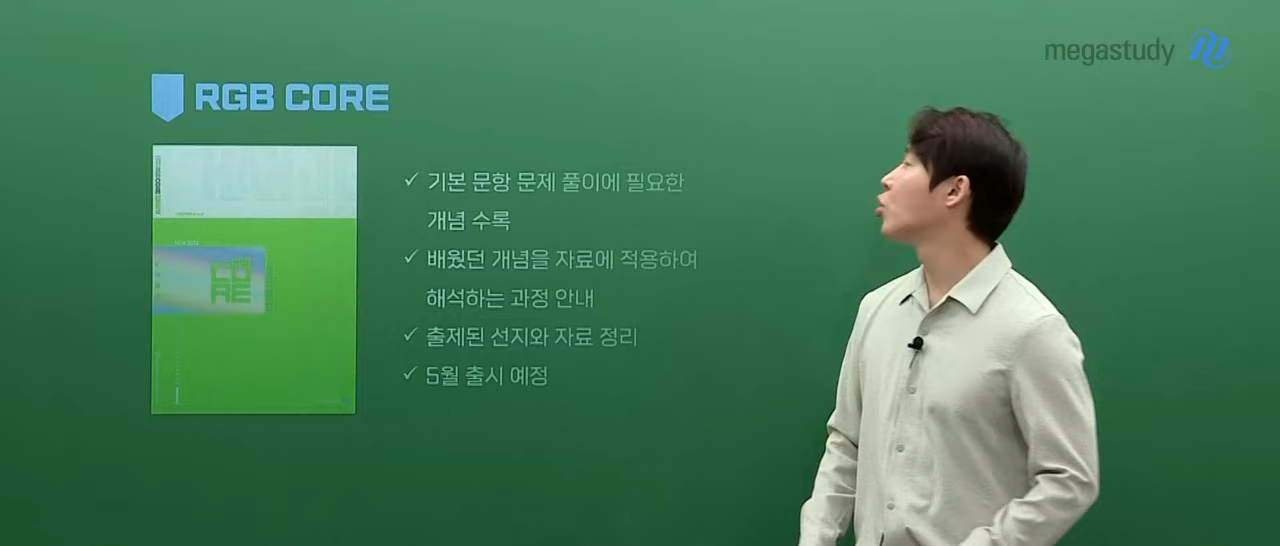 megastudy
RGB CORE
✓ 기본 문항 문제 풀이에 필요한
개념 수록
✓ 배웠던 개념을 자료에 적용하여
해석하는 과정 안내
✓ 출제된 선지와 자료 정리
✓ 5월 출시 예정
CO
RE